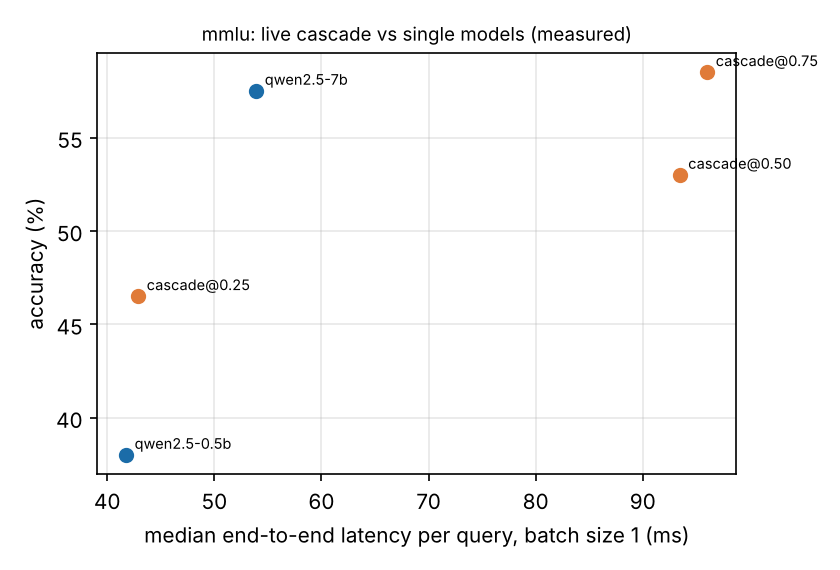 mmlu: live cascade vs single models (measured)
cascade@0.75
qwen2.5-7b
cascade@0.50
cascade@0.25
qwen2.5-0.5b
accuracy (%)
55
50
45
40
40 50 60 70 80 90
median end-to-end latency per query, batch size 1 (ms)